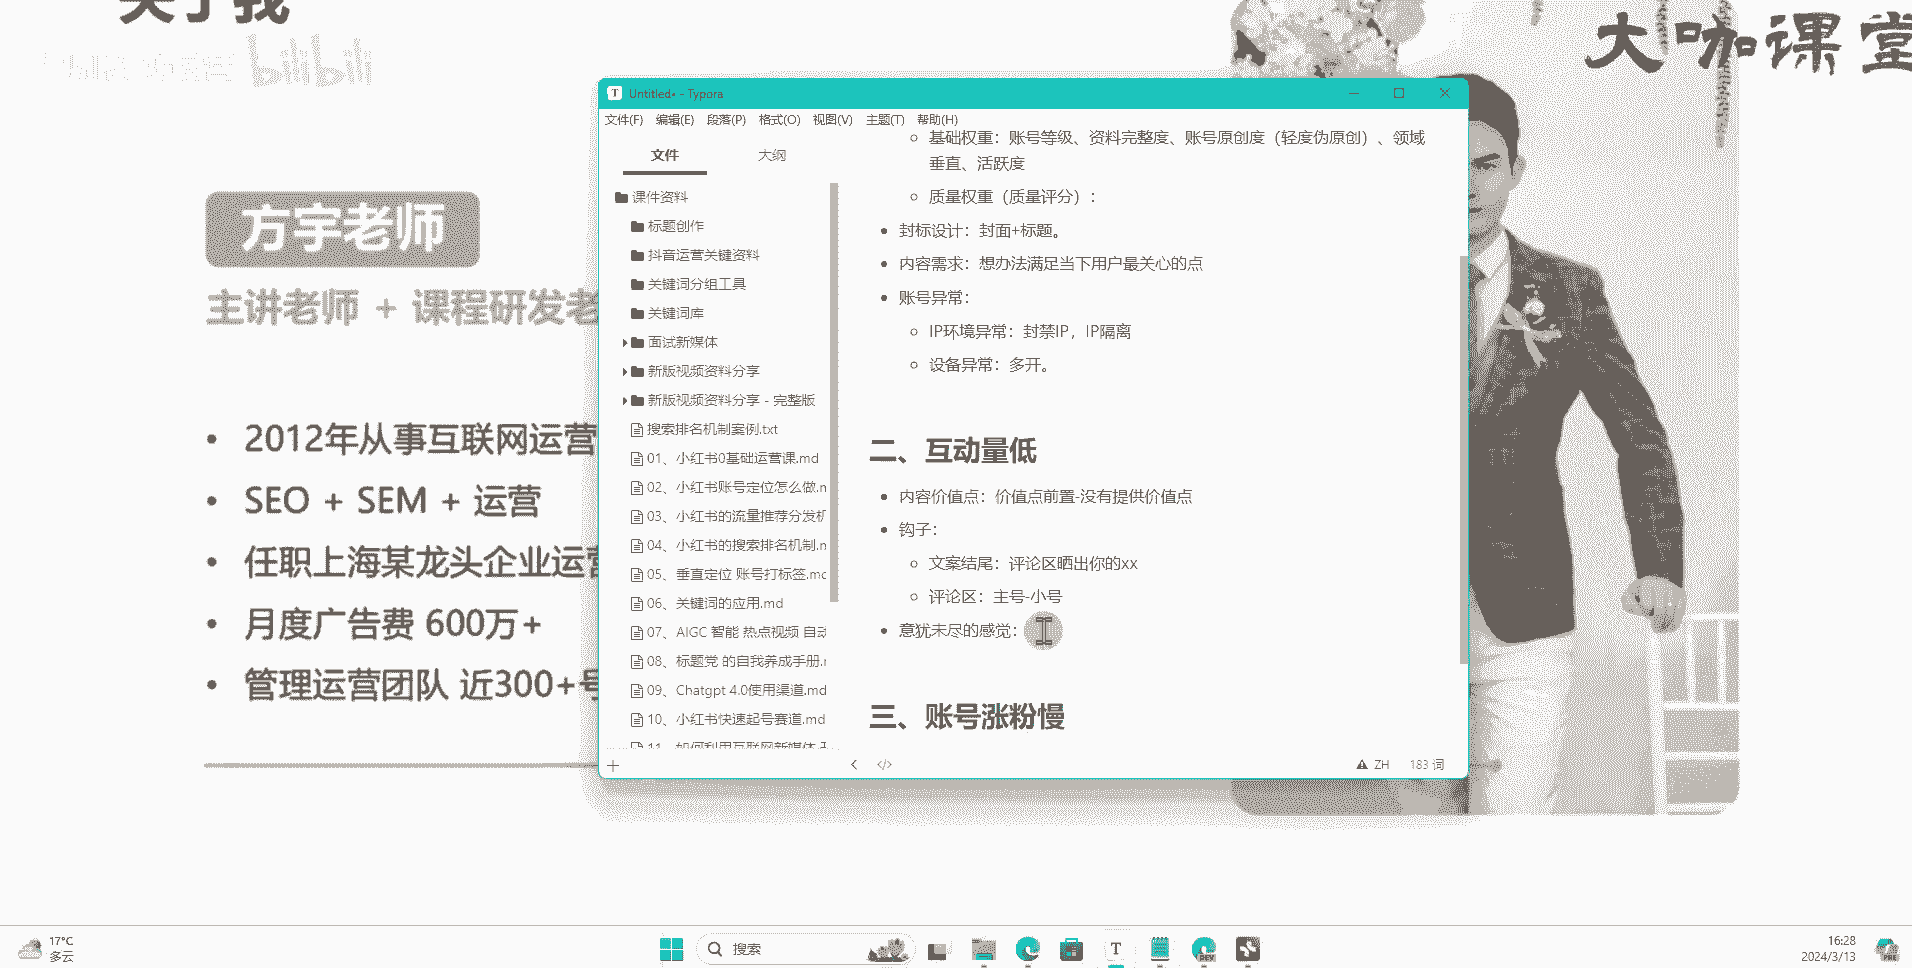 关于我
bilibili
大咖课堂
方宇老师
主讲老师 + 课程研发老
2012年从事互联网运营
SEO + SEM + 运营
任职上海某龙头企业运营
月度广告费 600万+
管理运营团队 近300+号
Untitled• - Typora
文件(F) 编辑(E) 段落(P) 格式(O) 视图(V) 主题(T) 帮助(H)
文件 大纲
课件资料
标题创作
抖音运营关键资料
关键词分组工具
关键词库
面试新媒体
新版视频资料分享
新版视频资料分享 - 完整版
搜索排名机制案例.txt
01、小红书0基础运营课.md
02、小红书账号定位怎么做.m
03、小红书的流量推荐分发机
04、小红书的搜索排名机制.m
05、垂直定位 账号打标签.md
06、关键词的应用.md
07、AIGC 智能 热点视频 自动
08、标题党 的自我养成手册.m
09、Chatgpt 4.0使用渠道.md
10、小红书快速起号赛道.md
11、如何利用互联网新媒体
基础权重：账号等级、资料完整度、账号原创度（轻度伪原创）、领域
垂直、活跃度
质量权重（质量评分）：
封标设计：封面+标题。
内容需求：想办法满足当下用户最关心的点
账号异常：
IP环境异常：封禁IP，IP隔离
设备异常：多开。
二、互动量低
内容价值点：价值点前置-没有提供价值点
钩子：
文案结尾：评论区晒出你的xx
评论区：主号-小号
意犹未尽的感觉：
三、账号涨粉慢
ZH 183 词
17°C
多云
搜索
T
DEV
16:28
2024/3/13
PRE